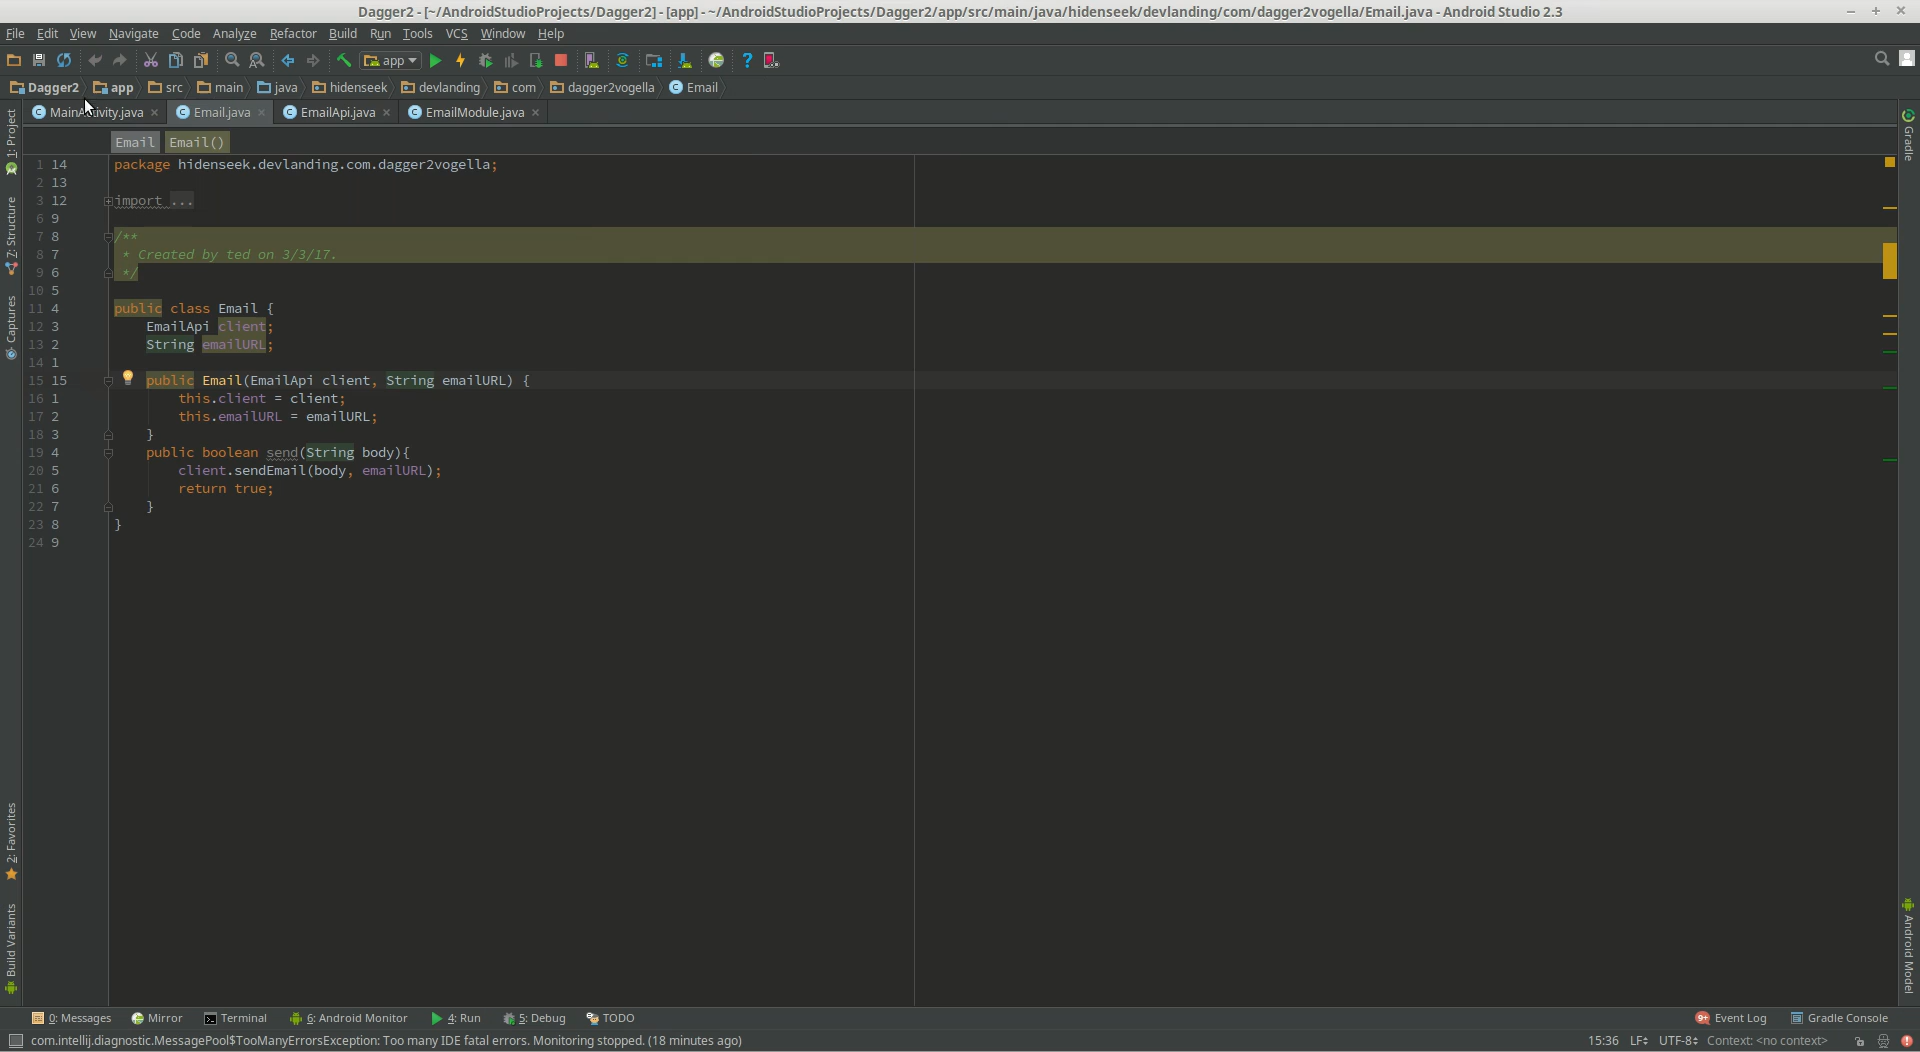 Dagger2 - [~/AndroidStudioProjects/Dagger2] - [app] - ~/AndroidStudioProjects/Dagger2/app/src/main/java/hidenseek/devlanding/com/dagger2vogella/Email.java - Android Studio 2.3
File Edit View Navigate Code Analyze Refactor Build Run Tools VCS Window Help
app
Dagger2 app src main java hidenseek devlanding com dagger2vogella Email
MainActivity.java Email.java EmailApi.java EmailModule.java
1: Project
7: Structure
Captures
2: Favorites
Build Variants
Gradle
Android Model
Email Email()
1 14 package hidenseek.devlanding.com.dagger2vogella;
2 13
3 12 import ...
6 9
7 8 /**
8 7 * Created by ted on 3/3/17.
9 6 */
10 5
11 4 public class Email {
12 3 EmailApi client;
13 2 String emailURL;
14 1
15 15 public Email(EmailApi client, String emailURL) {
16 1 this.client = client;
17 2 this.emailURL = emailURL;
18 3 }
19 4 public boolean send(String body){
20 5 client.sendEmail(body, emailURL);
21 6 return true;
22 7 }
23 8 }
24 9
0: Messages Mirror Terminal 6: Android Monitor 4: Run 5: Debug TODO 9+ Event Log Gradle Console
com.intellij.diagnostic.MessagePool$TooManyErrorsException: Too many IDE fatal errors. Monitoring stopped. (18 minutes ago) 15:36 LF UTF-8 Context: <no context>